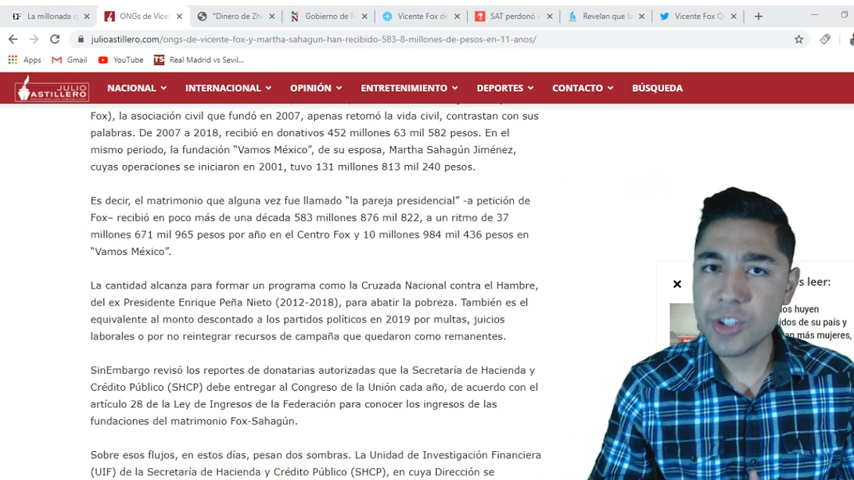 La millonada
ONGs de Vice
"Dinero de Zh
Gobierno de F
Vicente Fox de
SAT perdonó l
Revelan que la
Vicente Fox Q
julioastillero.com/ongs-de-vicente-fox-y-martha-sahagun-han-recibido-583-8-millones-de-pesos-en-11-anos/
Apps Gmail YouTube Real Madrid vs Sevil...
JULIO
ASTILLERO
NACIONAL INTERNACIONAL OPINIÓN ENTRETENIMIENTO DEPORTES CONTACTO BÚSQUEDA
Fox), la asociación civil que fundó en 2007, apenas retomó la vida civil, contrastan con sus
palabras. De 2007 a 2018, recibió en donativos 452 millones 63 mil 582 pesos. En el
mismo periodo, la fundación “Vamos México”, de su esposa, Martha Sahagún Jiménez,
cuyas operaciones se iniciaron en 2001, tuvo 131 millones 813 mil 240 pesos.
Es decir, el matrimonio que alguna vez fue llamado “la pareja presidencial” -a petición de
Fox– recibió en poco más de una década 583 millones 876 mil 822, a un ritmo de 37
millones 671 mil 965 pesos por año en el Centro Fox y 10 millones 984 mil 436 pesos en
“Vamos México”.
La cantidad alcanza para formar un programa como la Cruzada Nacional contra el Hambre,
del ex Presidente Enrique Peña Nieto (2012-2018), para abatir la pobreza. También es el
equivalente al monto descontado a los partidos políticos en 2019 por multas, juicios
laborales o por no reintegrar recursos de campaña que quedaron como remanentes.
SinEmbargo revisó los reportes de donatarias autorizadas que la Secretaría de Hacienda y
Crédito Público (SHCP) debe entregar al Congreso de la Unión cada año, de acuerdo con el
artículo 28 de la Ley de Ingresos de la Federación para conocer los ingresos de las
fundaciones del matrimonio Fox-Sahagún.
Sobre esos flujos, en estos días, pesan dos sombras. La Unidad de Investigación Financiera
(UIF) de la Secretaría de Hacienda y Crédito Público (SHCP), en cuya Dirección se
leer:
huyen
idos de su país y
an más mujeres,